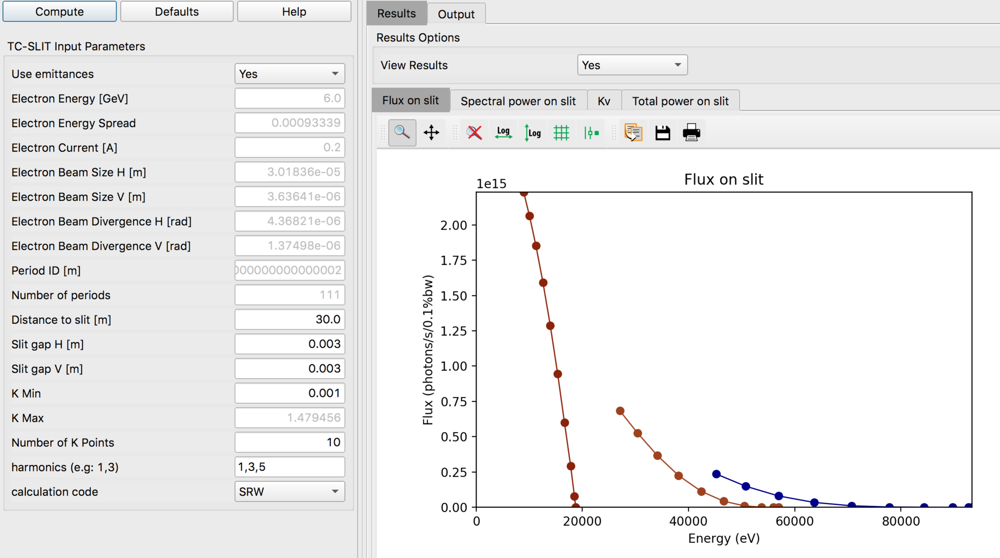 Compute
Defaults
Help
TC-SLIT Input Parameters
Use emittances
Yes
Electron Energy [GeV]
6.0
Electron Energy Spread
0.00093339
Electron Current [A]
0.2
Electron Beam Size H [m]
3.01836e-05
Electron Beam Size V [m]
3.63641e-06
Electron Beam Divergence H [rad]
4.36821e-06
Electron Beam Divergence V [rad]
1.37498e-06
Period ID [m]
000000000000002
Number of periods
111
Distance to slit [m]
30.0
Slit gap H [m]
0.003
Slit gap V [m]
0.003
K Min
0.001
K Max
1.479456
Number of K Points
10
harmonics (e.g: 1,3)
1,3,5
calculation code
SRW
Results
Output
Results Options
View Results
Yes
Flux on slit
Spectral power on slit
Kv
Total power on slit
Log
Log
Flux on slit
1e15
2.00
1.75
1.50
1.25
1.00
0.75
0.50
0.25
0.00
Flux (photons/s/0.1%bw)
0
20000
40000
60000
80000
Energy (eV)